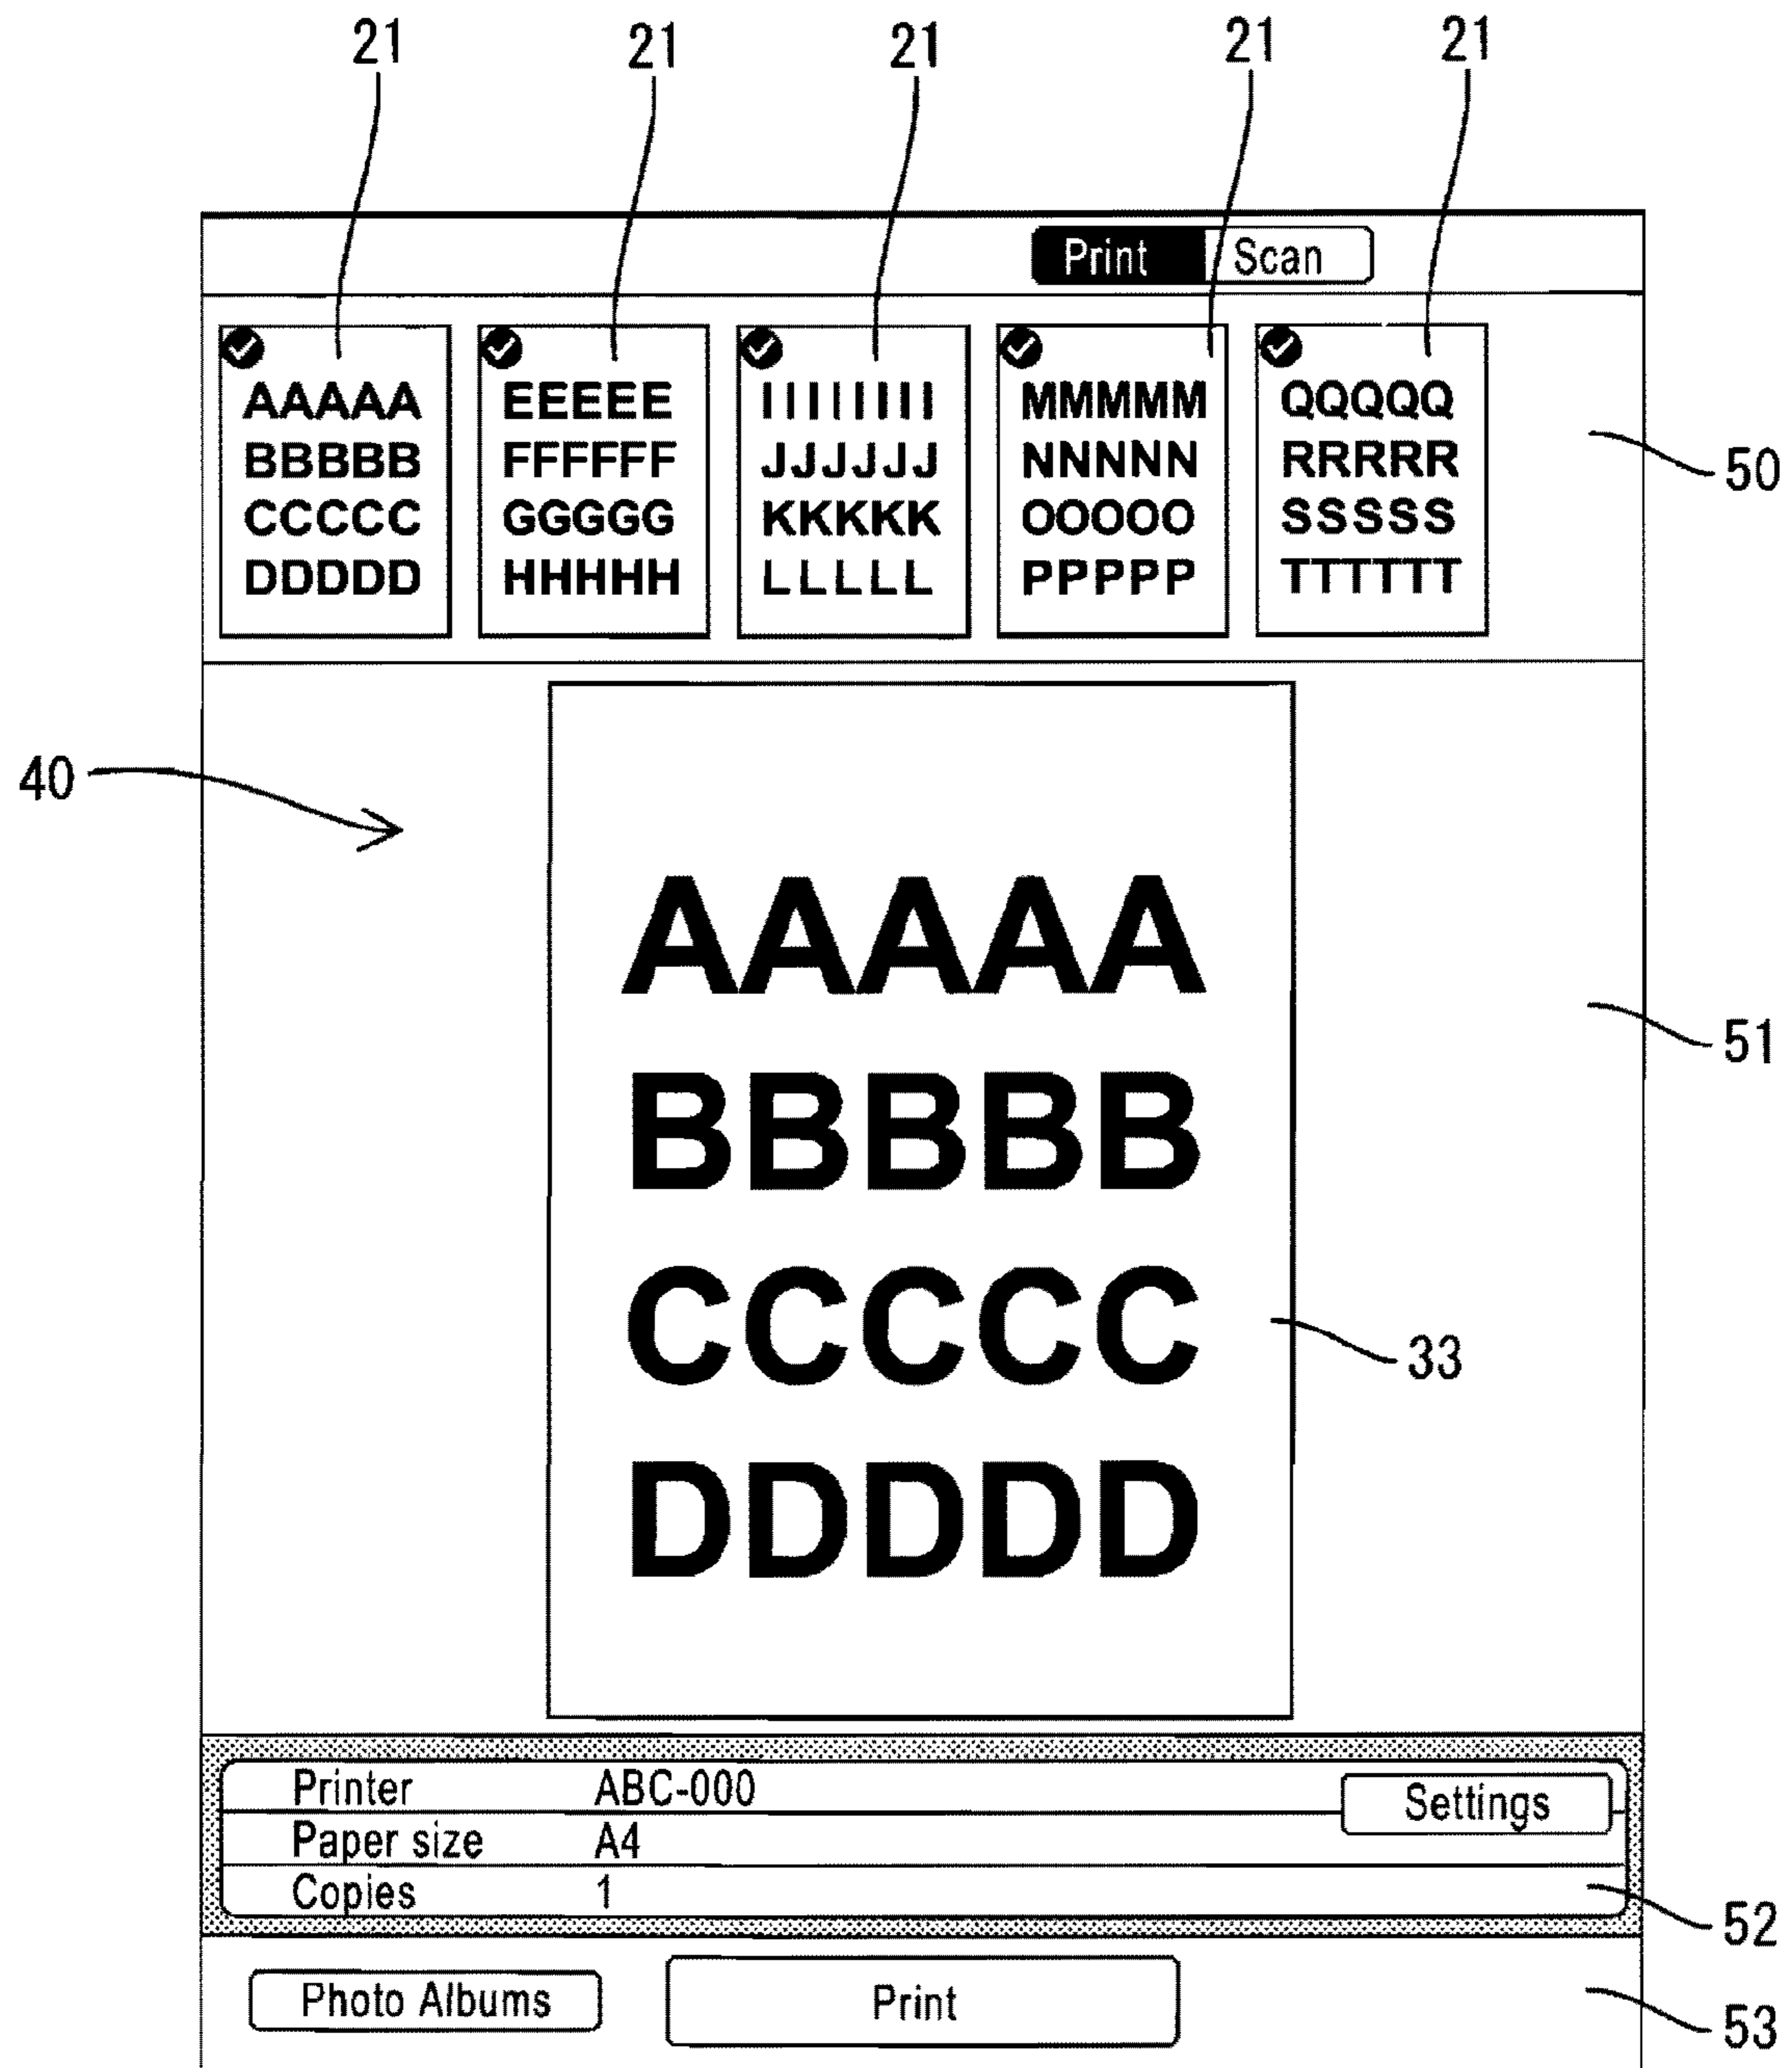 21 21 21 21 21
Print Scan
AAAAA EEEEE IIIIIIII MMMMM QQQQQ
BBBBB FFFFFF JJJJJJ NNNNN RRRRR
50
CCCCC GGGGG KKKKK OOOOO SSSSS
DDDDD HHHHH LLLLL PPPPP TTTTTT
40
AAAAA
51
BBBBB
CCCCC
33
DDDDD
Printer ABC-000
Settings
Paper size A4
Copies 1
52
Photo Albums Print
53